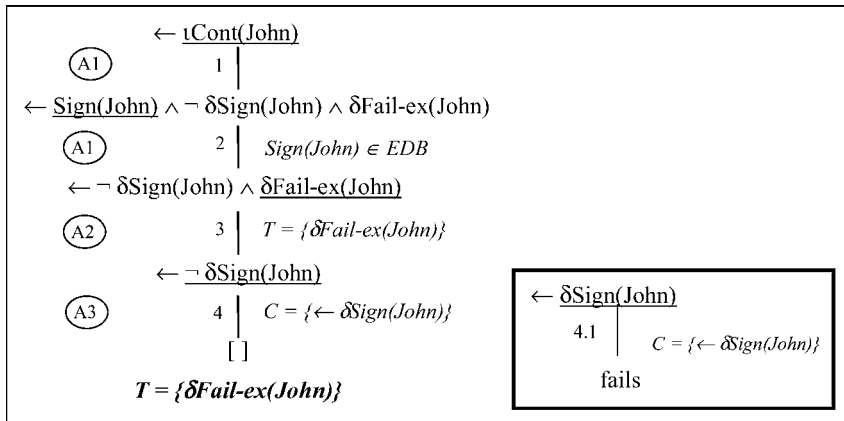 ← ιCont(John)
A1 1
← Sign(John) ∧ ¬ δSign(John) ∧ δFail-ex(John)
A1 2 Sign(John) ∈ EDB
← ¬ δSign(John) ∧ δFail-ex(John)
A2 3 T = {δFail-ex(John)}
← ¬ δSign(John)
A3 4 C = {← δSign(John)}
[ ]
T = {δFail-ex(John)}
← δSign(John)
4.1 C = {← δSign(John)}
fails